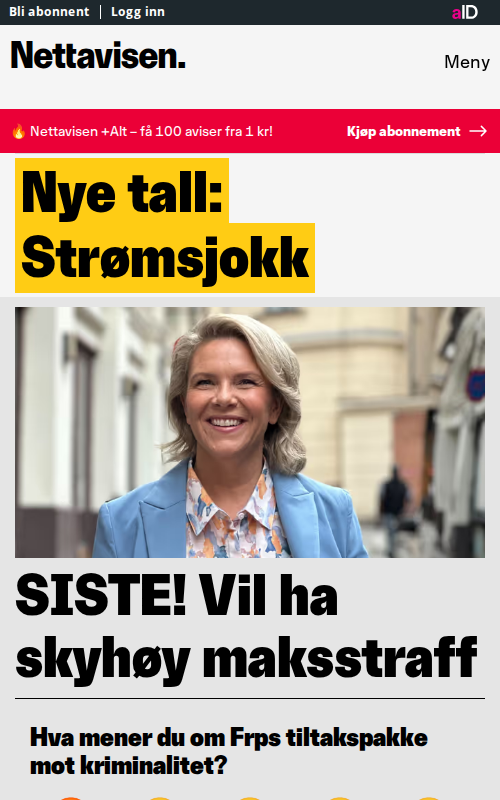 Bli abonnent
Logg inn
aID
Nettavisen.
Meny
🔥 Nettavisen +Alt – få 100 aviser fra 1 kr!
Kjøp abonnement →
Nye tall:
Strømsjokk
SISTE! Vil ha
skyhøy maksstraff
Hva mener du om Frps tiltakspakke
mot kriminalitet?